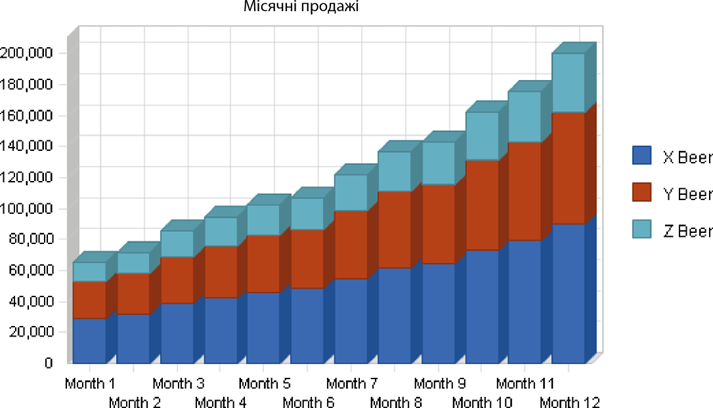 Місячні продажі
200,000
180,000
160,000
140,000
120,000
100,000
80,000
60,000
40,000
20,000
0
X Beer
Y Beer
Z Beer
Month 1
Month 2
Month 3
Month 4
Month 5
Month 6
Month 7
Month 8
Month 9
Month 10
Month 11
Month 12